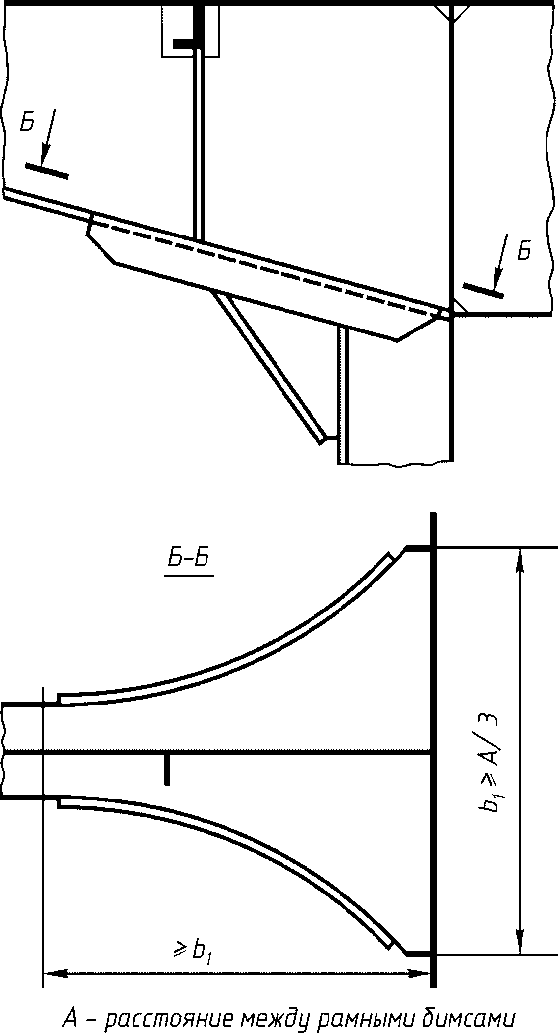 Б
Б
Б-Б
b₁ ≥ A/3
≥ b₁
А - расстояние между рамными бимсами